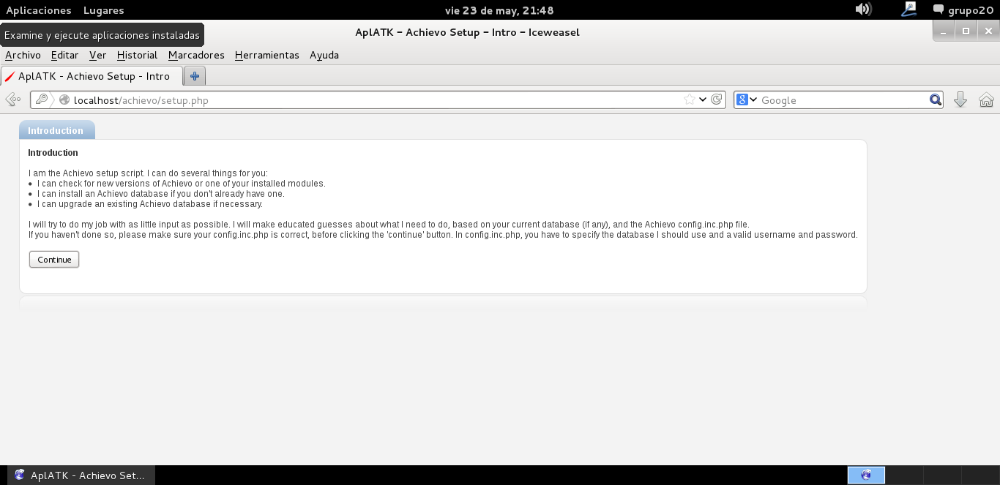 Aplicaciones Lugares vie 23 de may, 21:48 grupo20
Examine y ejecute aplicaciones instaladas
AplATK - Achievo Setup - Intro - Iceweasel
Archivo Editar Ver Historial Marcadores Herramientas Ayuda
AplATK - Achievo Setup - Intro
localhost/achievo/setup.php
8 Google
Introduction
Introduction
I am the Achievo setup script. I can do several things for you:
• I can check for new versions of Achievo or one of your installed modules.
• I can install an Achievo database if you don't already have one.
• I can upgrade an existing Achievo database if necessary.
I will try to do my job with as little input as possible. I will make educated guesses about what I need to do, based on your current database (if any), and the Achievo config.inc.php file.
If you haven't done so, please make sure your config.inc.php is correct, before clicking the 'continue' button. In config.inc.php, you have to specify the database I should use and a valid username and password.
Continue
AplATK - Achievo Set...